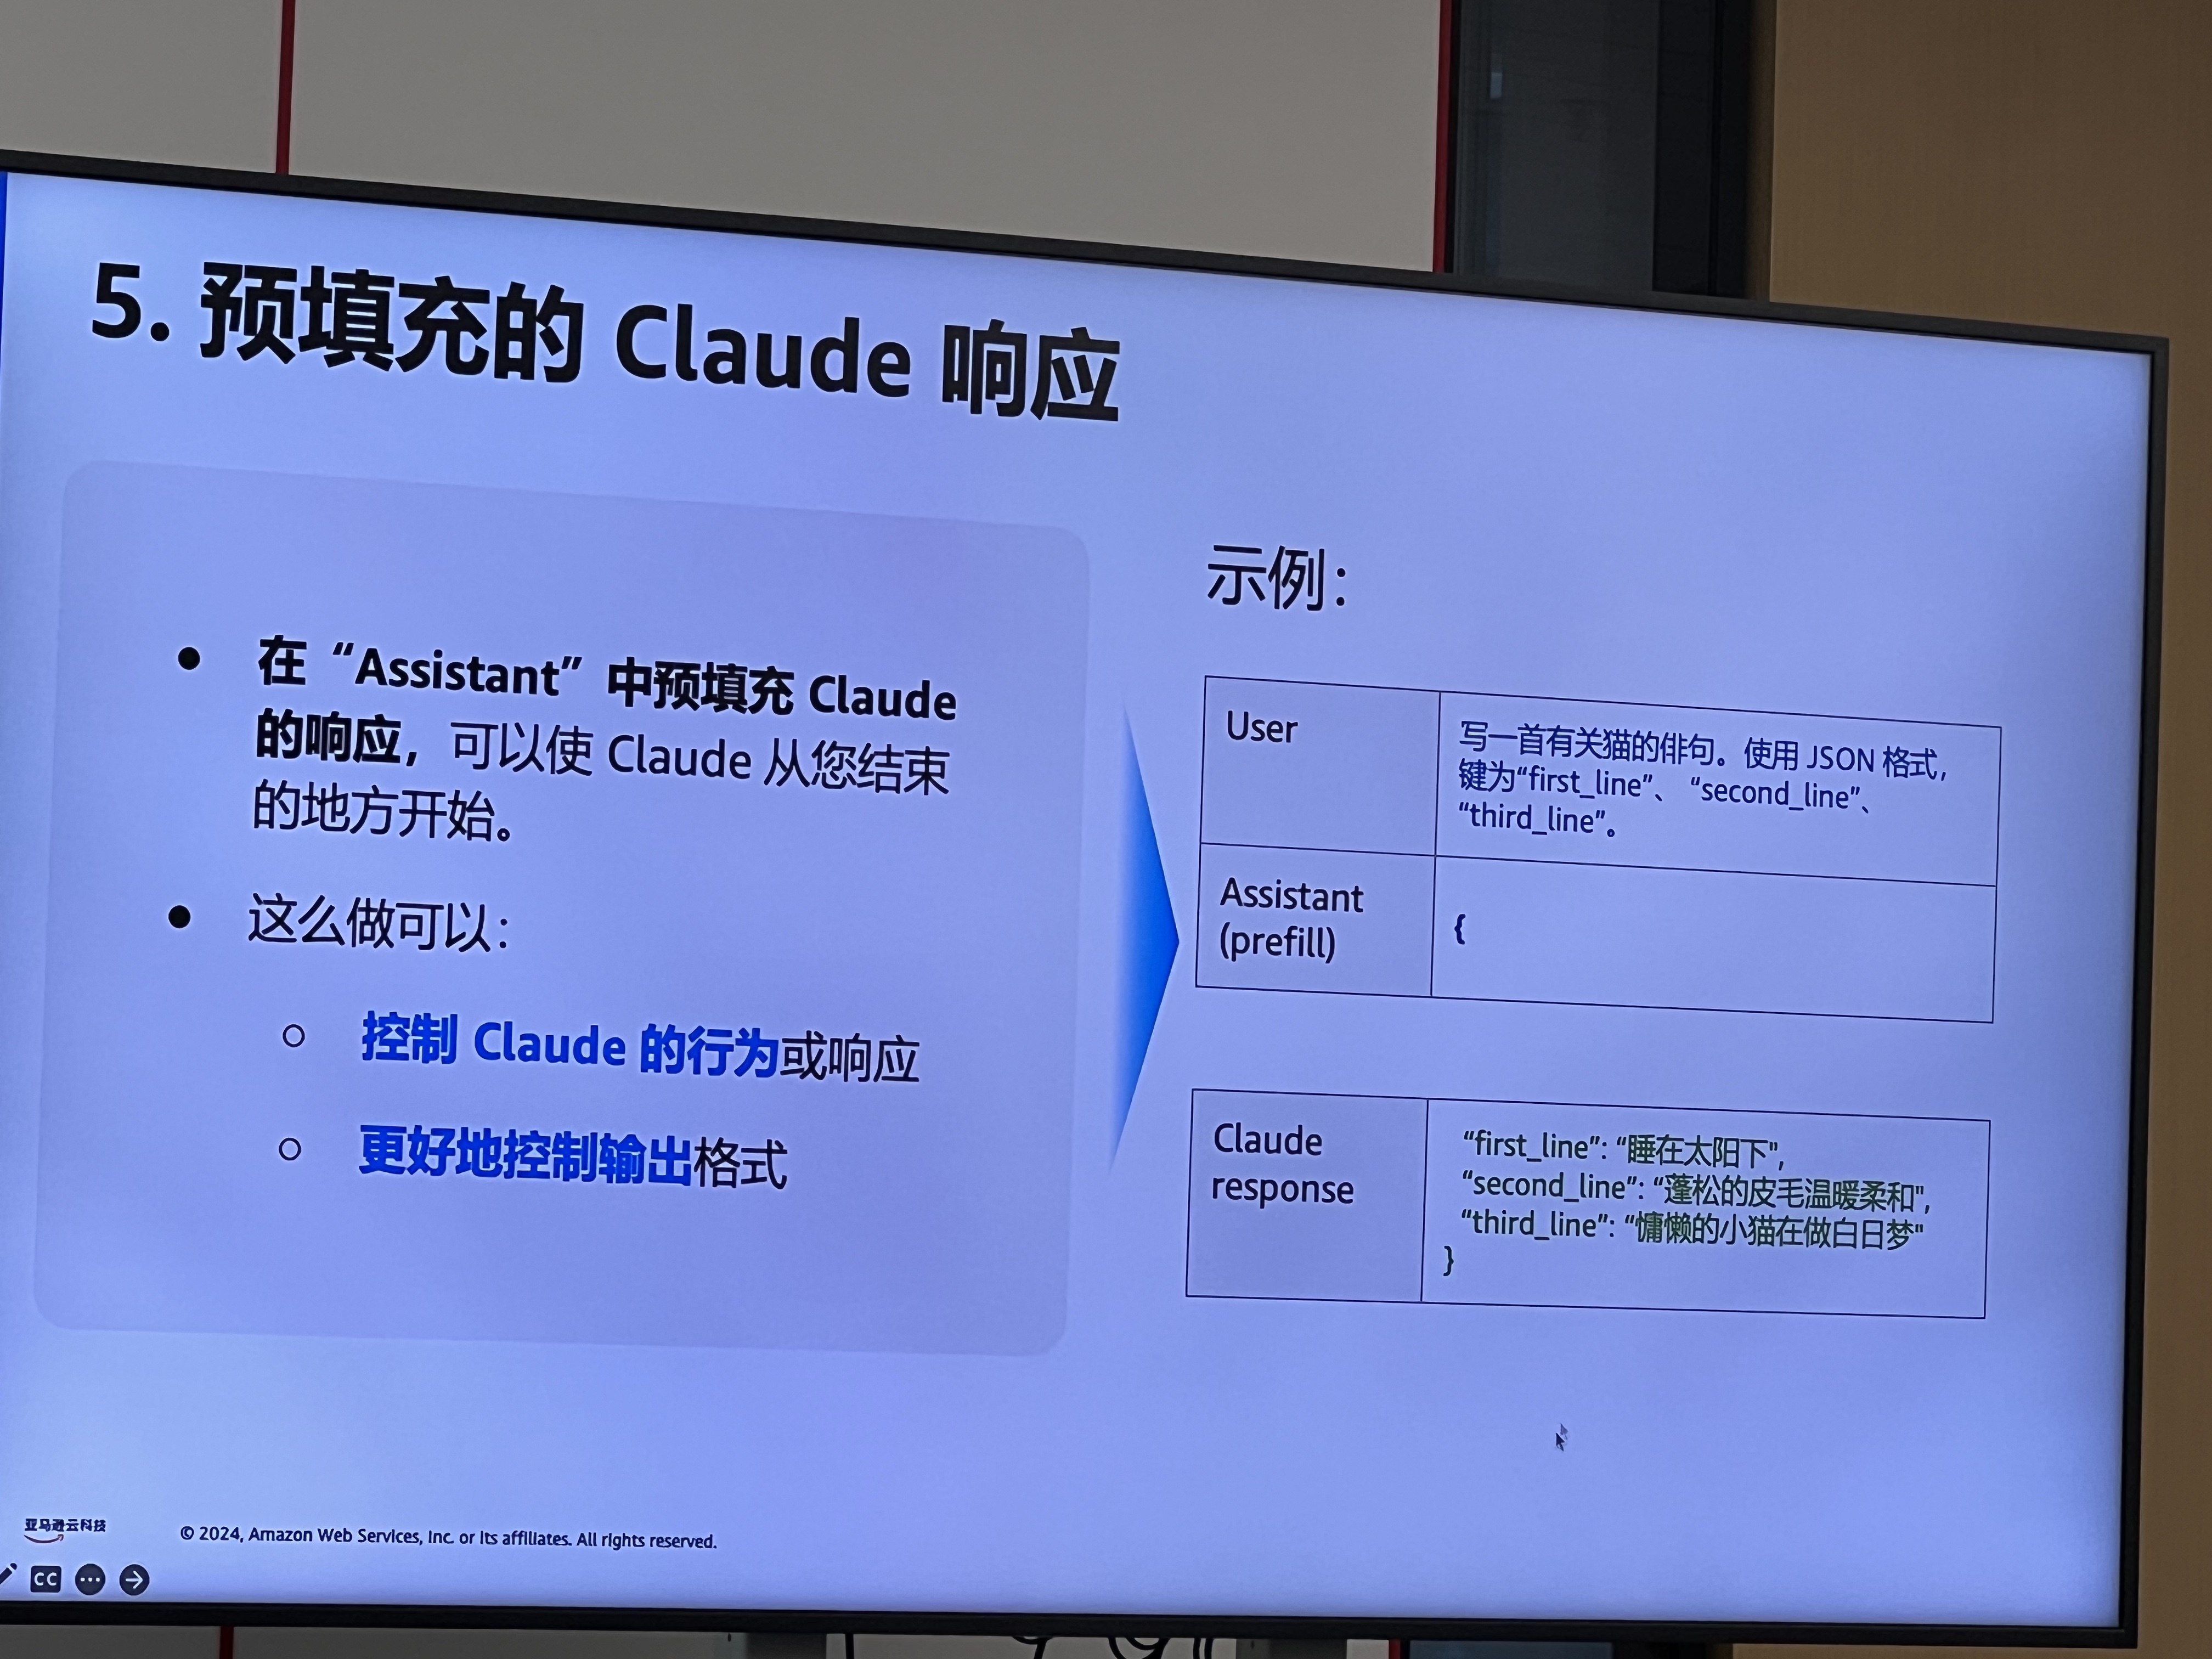 5. 预填充的 Claude 响应
在“Assistant”中预填充 Claude
的响应，可以使 Claude 从您结束
的地方开始。
这么做可以：
控制 Claude 的行为或响应
更好地控制输出格式
示例：
User
写一首有关猫的俳句。使用 JSON 格式，
键为“first_line”、 “second_line”、
“third_line”。
Assistant
(prefill)
{
Claude
response
“first_line”: “睡在太阳下",
“second_line”: “蓬松的皮毛温暖柔和",
“third_line”: “慵懒的小猫在做白日梦"
}
亚马逊云科技
© 2024, Amazon Web Services, Inc. or its affiliates. All rights reserved.
CC